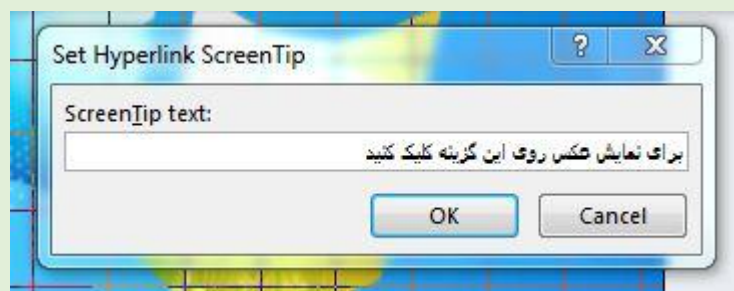 Set Hyperlink ScreenTip
ScreenTip text:
برای نمایش عکس روی این گزینه کلیک کنید
OK Cancel